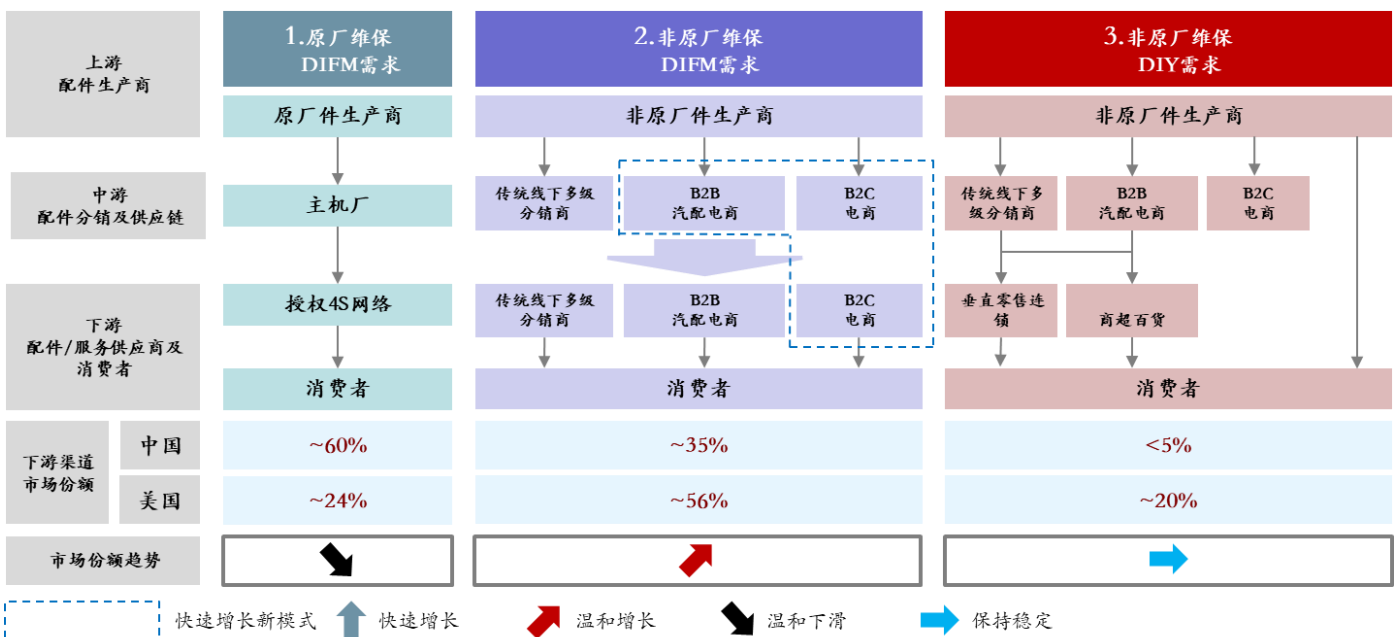 上游
配件生产商
1.原厂维保
DIFM需求
2.非原厂维保
DIFM需求
3.非原厂维保
DIY需求
原厂件生产商
非原厂件生产商
非原厂件生产商
中游
配件分销及供应链
主机厂
传统线下多级
分销商
B2B
汽配电商
B2C
电商
传统线下多
级分销商
B2B
汽配电商
B2C
电商
下游
配件/服务供应商及
消费者
授权4S网络
传统线下多级
分销商
B2B
汽配电商
B2C
电商
垂直零售连
锁
商超百货
消费者
消费者
消费者
下游渠道
市场份额
中国
~60%
~35%
<5%
美国
~24%
~56%
~20%
市场份额趋势
快速增长新模式
快速增长
温和增长
温和下滑
保持稳定